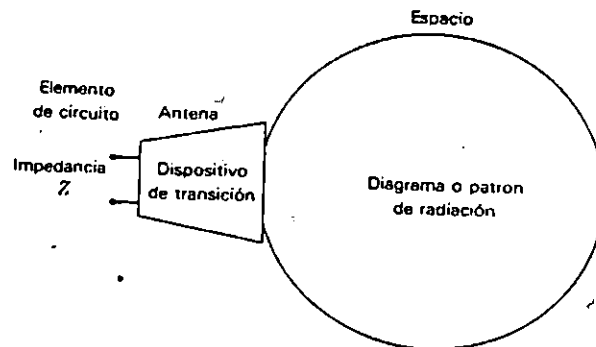 Espacio
Elemento
de circuito
Antena
Impedancia
Z
Dispositivo
de transición
Diagrama o patron
de radiación